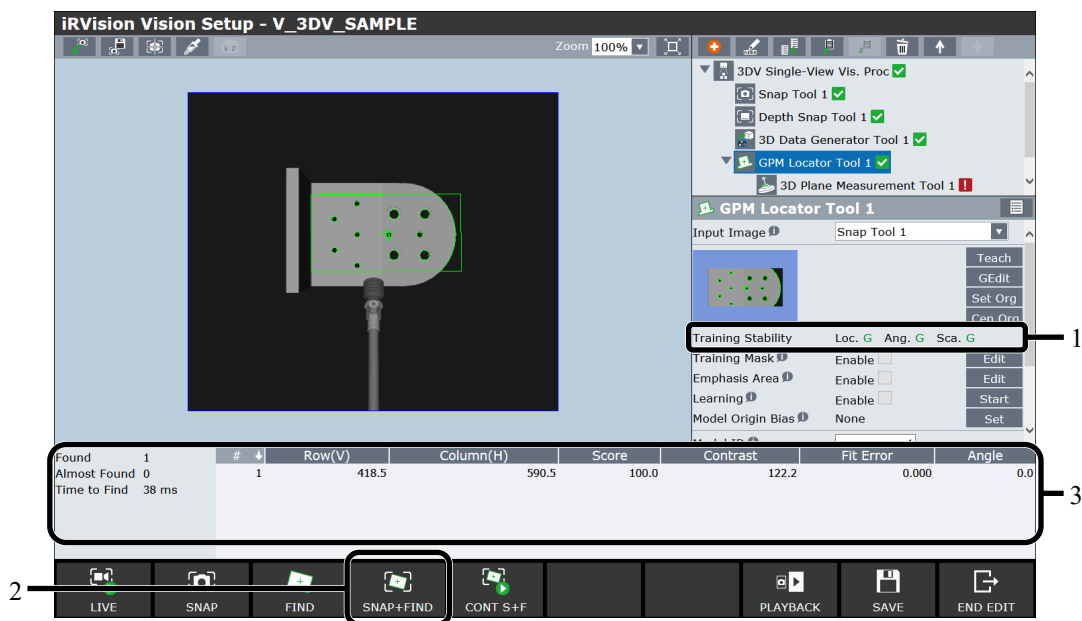 iRVision Vision Setup - V_3DV_SAMPLE
Zoom 100%
3DV Single-View Vis. Proc
Snap Tool 1
Depth Snap Tool 1
3D Data Generator Tool 1
GPM Locator Tool 1
3D Plane Measurement Tool 1
GPM Locator Tool 1
Input Image Snap Tool 1
Teach
GEdit
Set Org
Cen Org
Training Stability Loc. G Ang. G Sca. G
1
Training Mask Enable Edit
Emphasis Area Enable Edit
Learning Enable Start
Model Origin Bias None Set
Model ID 1
Found 1
Almost Found 0
Time to Find 38 ms
# Row(V) Column(H) Score Contrast Fit Error Angle
1 418.5 590.5 100.0 122.2 0.000 0.0
3
2
LIVE SNAP FIND SNAP+FIND CONT S+F PLAYBACK SAVE END EDIT